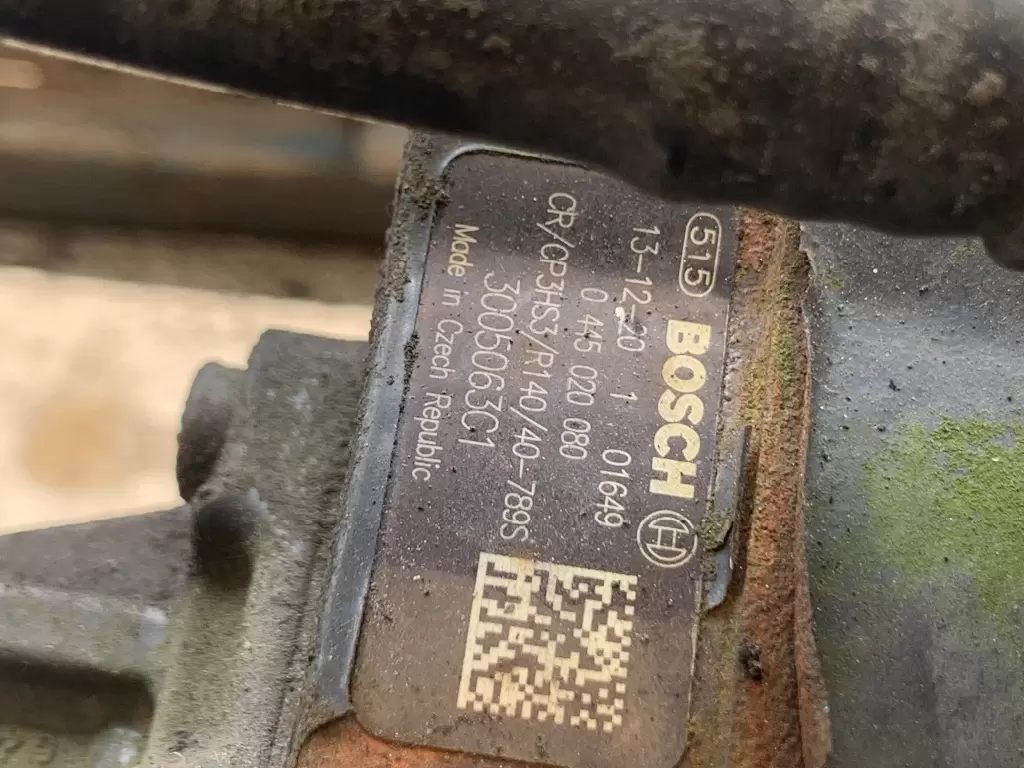 515 BOSCH
13-12-20 1 01649
0 445 020 080
CR/CP3HS3/R140/40-789S
3005063C1
Made in Czech Republic